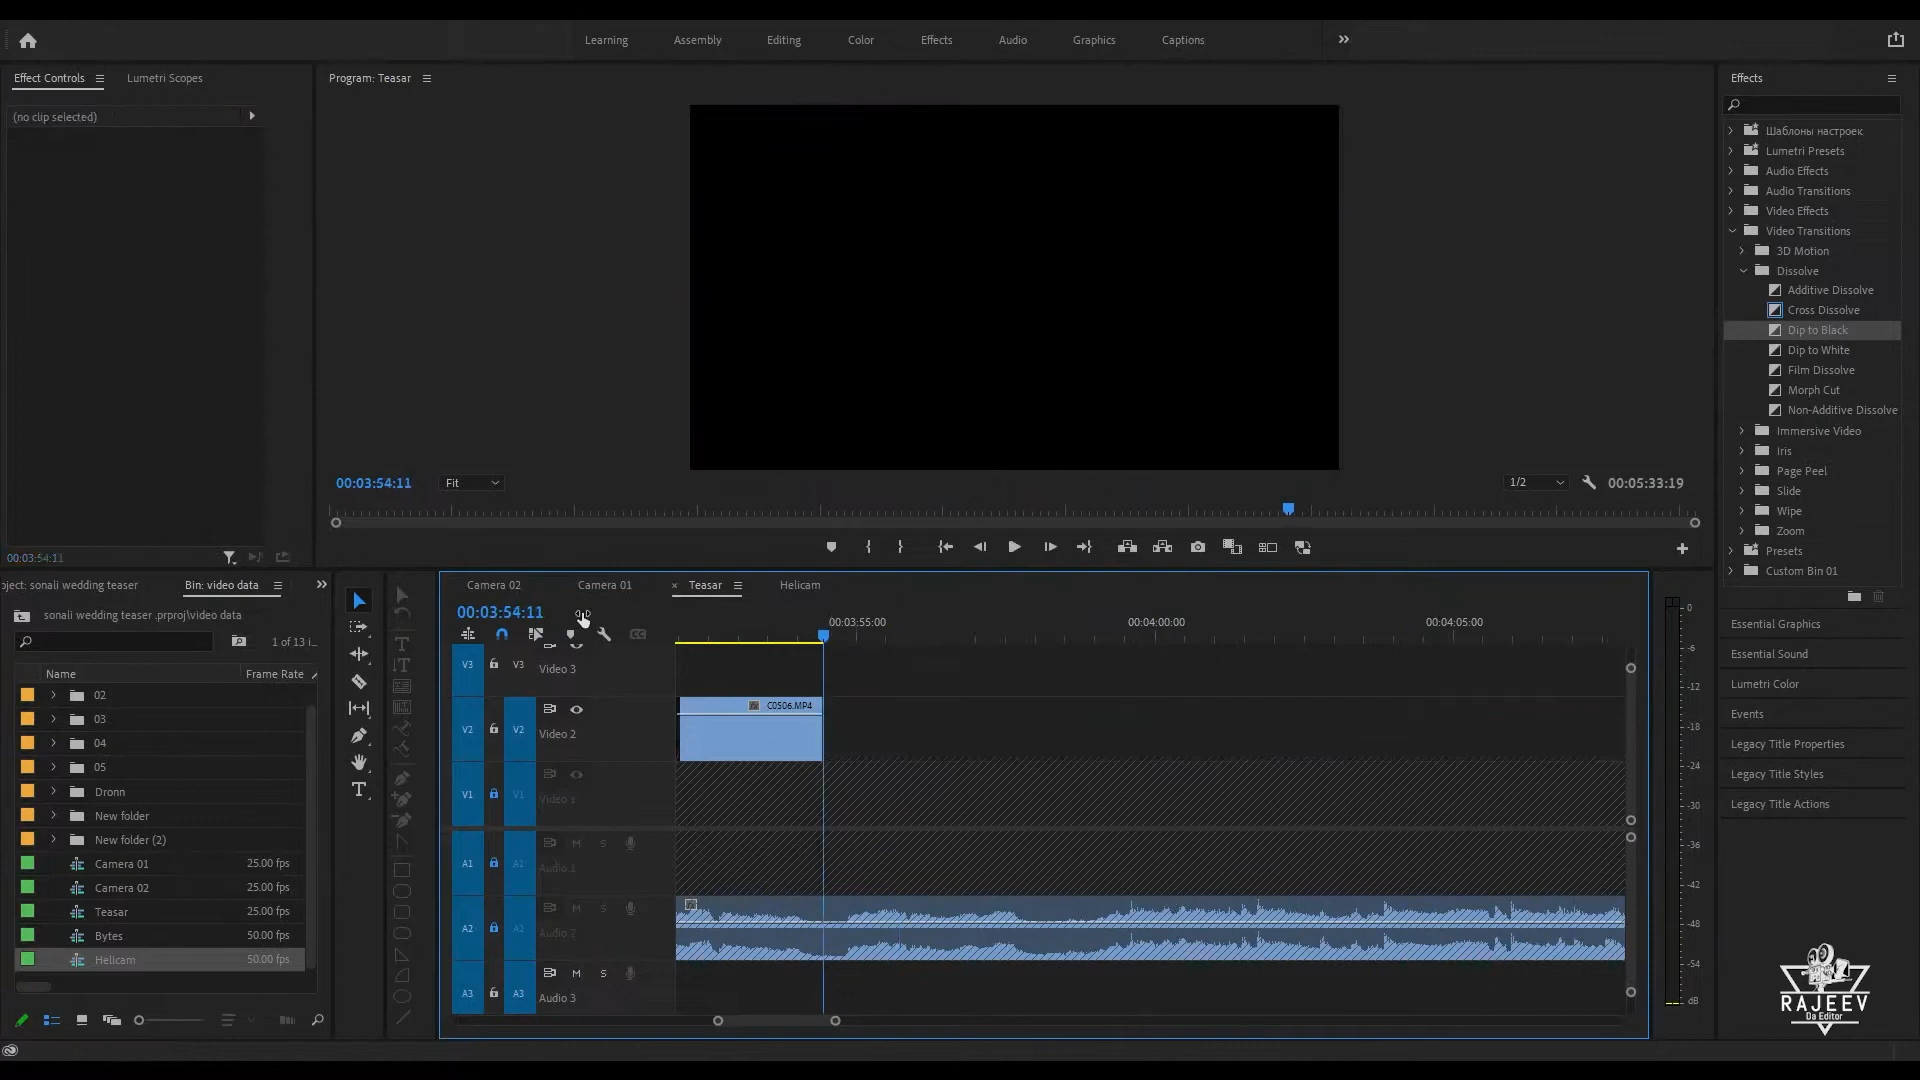 Learning
Assembly
Editing
Color
Effects
Audio
Graphics
Captions
Effect Controls
Lumetri Scopes
(no clip selected)
00:03:54:11
Program: Teasar
00:03:54:11
Fit
1/2
00:05:33:19
Effects
Шаблоны настроек
Lumetri Presets
Audio Effects
Audio Transitions
Video Effects
Video Transitions
3D Motion
Dissolve
Additive Dissolve
Cross Dissolve
Dip to Black
Dip to White
Film Dissolve
Morph Cut
Non-Additive Dissolve
Immersive Video
Iris
Page Peel
Slide
Wipe
Zoom
Presets
Custom Bin 01
Essential Graphics
Essential Sound
Lumetri Color
Events
Legacy Title Properties
Legacy Title Styles
Legacy Title Actions
oject: sonali wedding teaser
Bin: video data
sonali wedding teaser .prproj\video data
1 of 13 i...
Name
Frame Rate
02
03
04
05
Dronn
New folder
New folder (2)
Camera 01 25.00 fps
Camera 02 25.00 fps
Teasar 25.00 fps
Bytes 50.00 fps
Helicam 50.00 fps
Camera 02
Camera 01
Teasar
Helicam
00:03:54:11
00:03:55:00
00:04:00:00
00:04:05:00
V3 V3 Video 3
V2 V2 Video 2
C0506.MP4
V1 V1 Video 1
A1 A1 M S Audio 1
A2 A2 M S Audio 2
A3 A3 M S Audio 3
0
-6
-12
-18
-24
-30
-36
-42
-48
-54
dB
RAJEEV
Da Editor